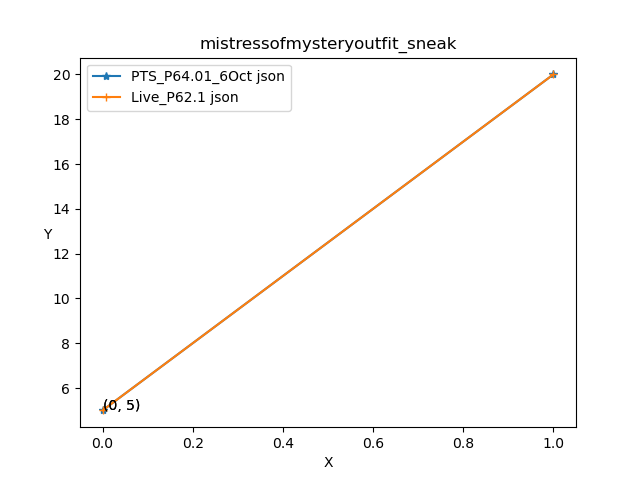 mistressofmysteryoutfit_sneak
PTS_P64.01_6Oct json
Live_P62.1 json
20
18
16
14
12
10
8
6
Y
(0, 5)
0.0 0.2 0.4 0.6 0.8 1.0
X